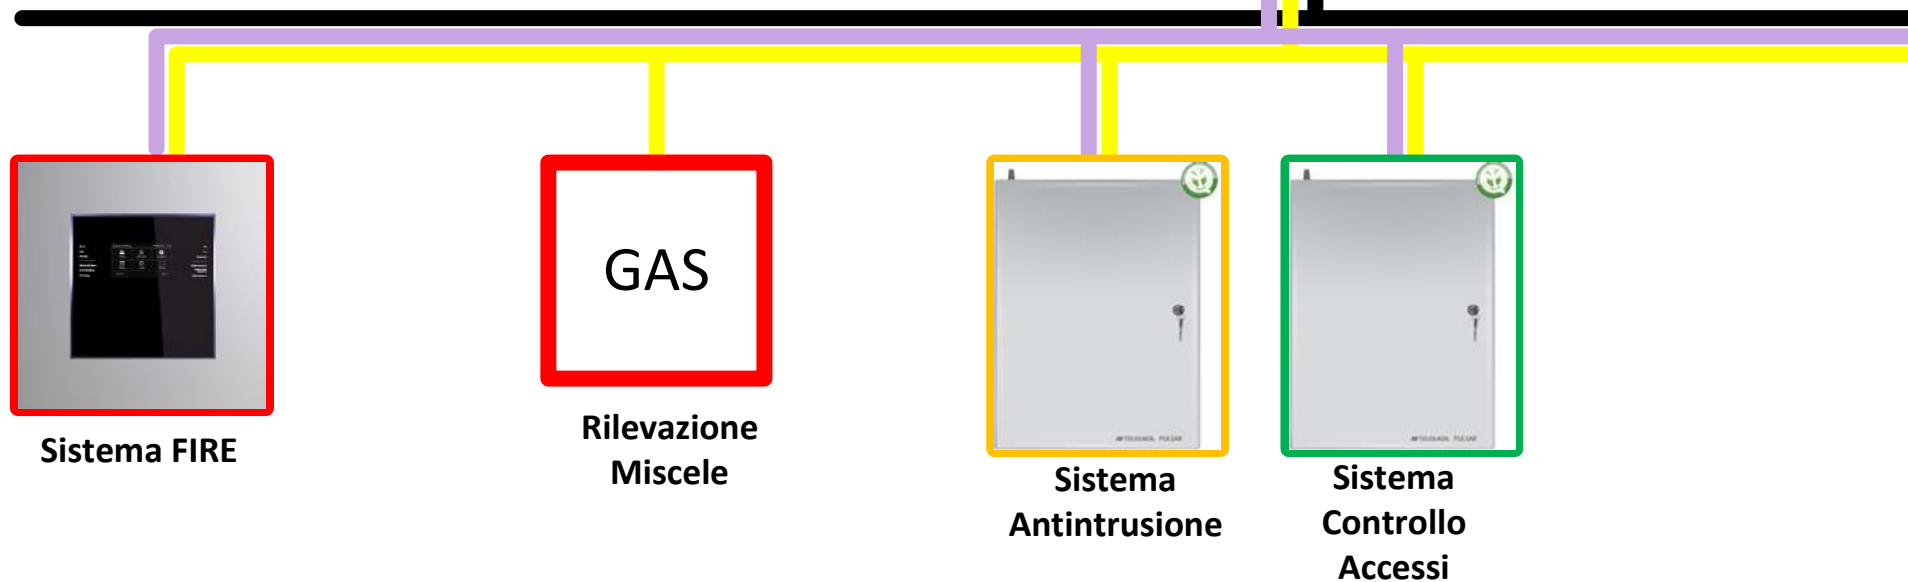 GAS
Sistema FIRE
Rilevazione
Miscele
Sistema
Antintrusione
Sistema
Controllo
Accessi